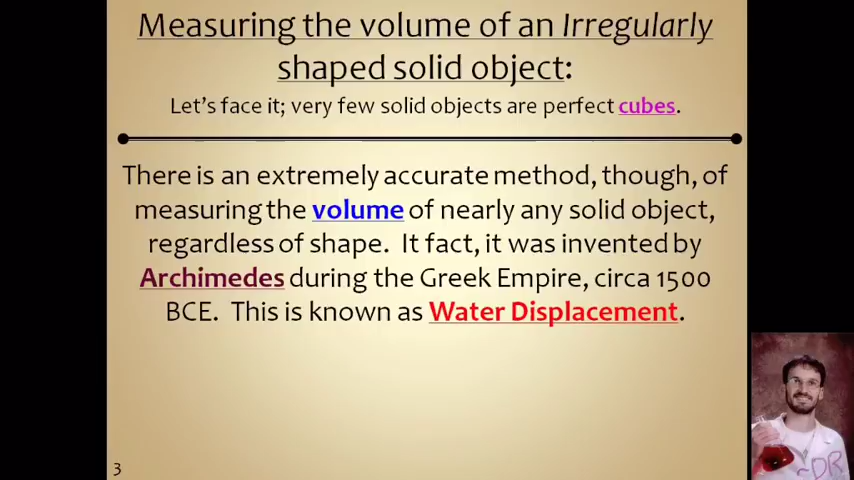 Measuring the volume of an Irregularly
shaped solid object:
Let's face it; very few solid objects are perfect cubes.
There is an extremely accurate method, though, of
measuring the volume of nearly any solid object,
regardless of shape.  It fact, it was invented by
Archimedes during the Greek Empire, circa 1500
BCE.  This is known as Water Displacement.
3
~DR